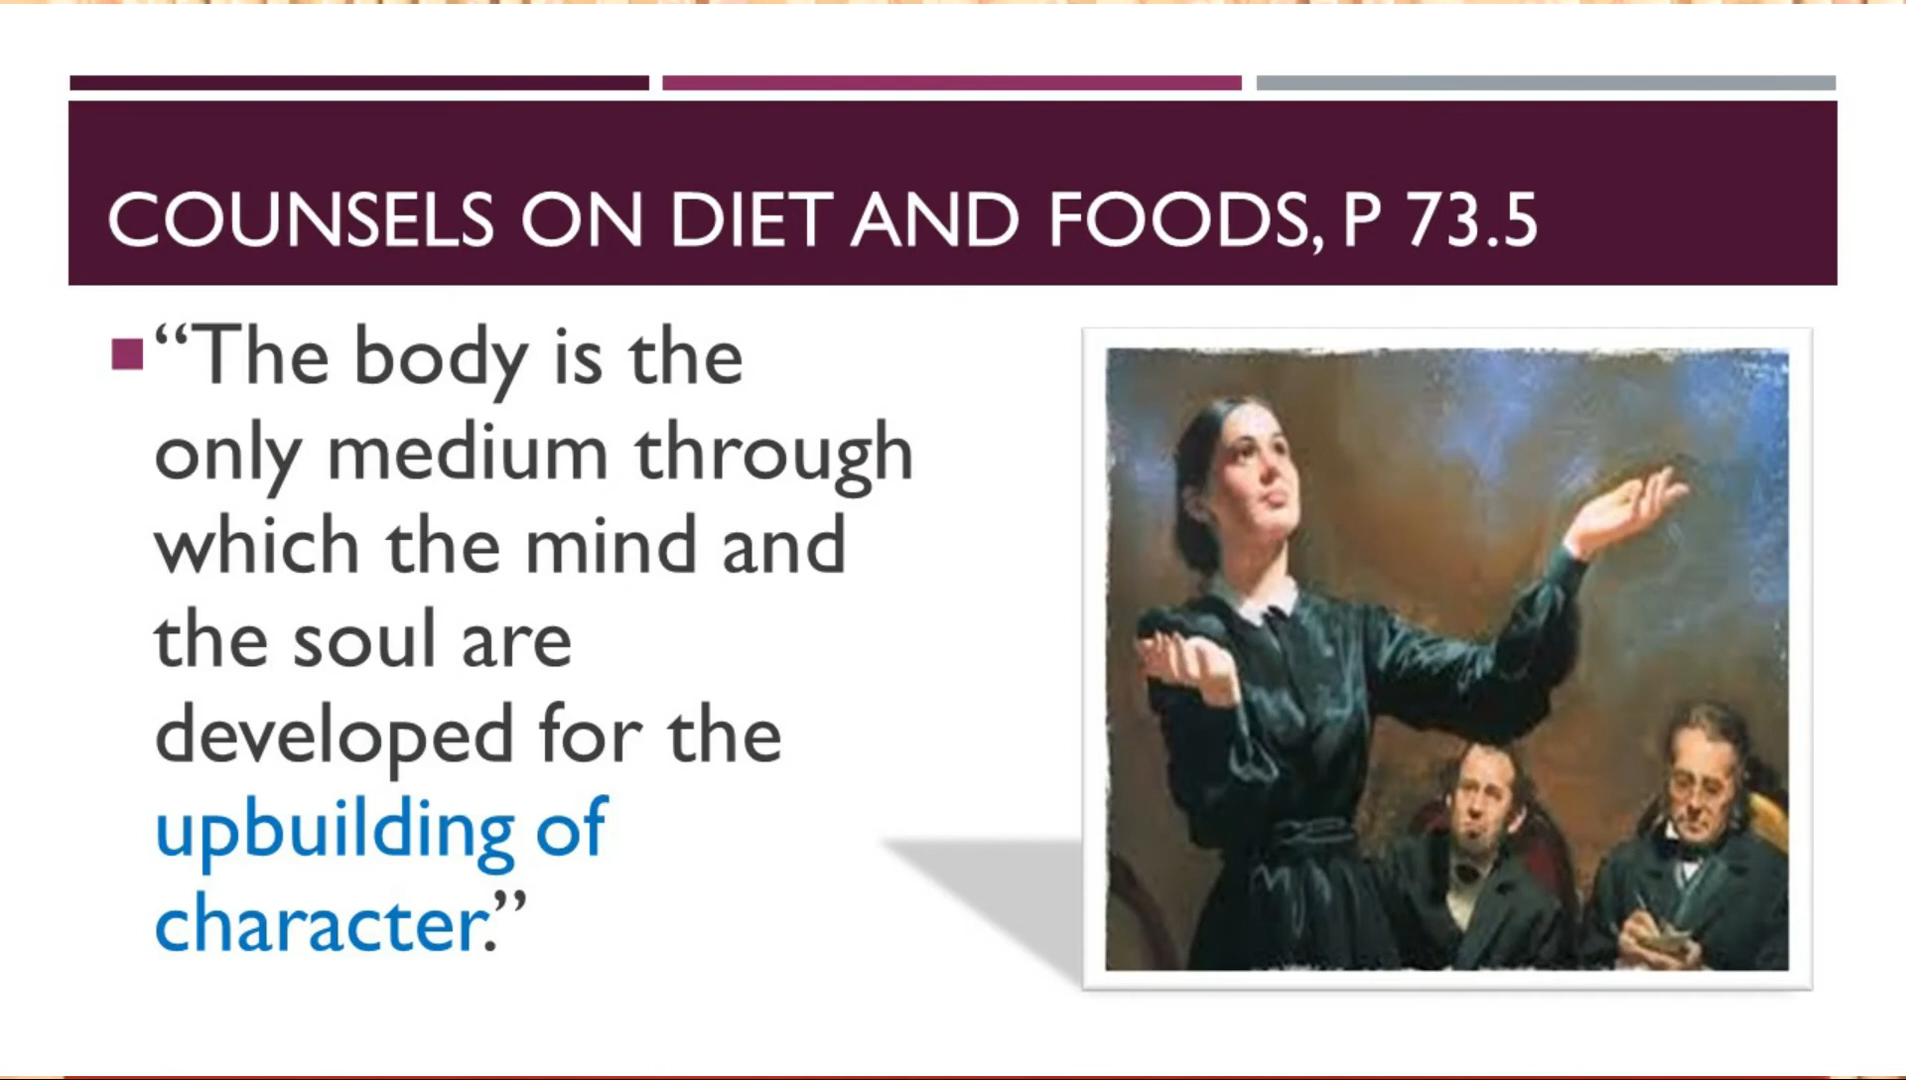 COUNSELS ON DIET AND FOODS, P 73.5
“The body is the
only medium through
which the mind and
the soul are
developed for the
upbuilding of
character.”